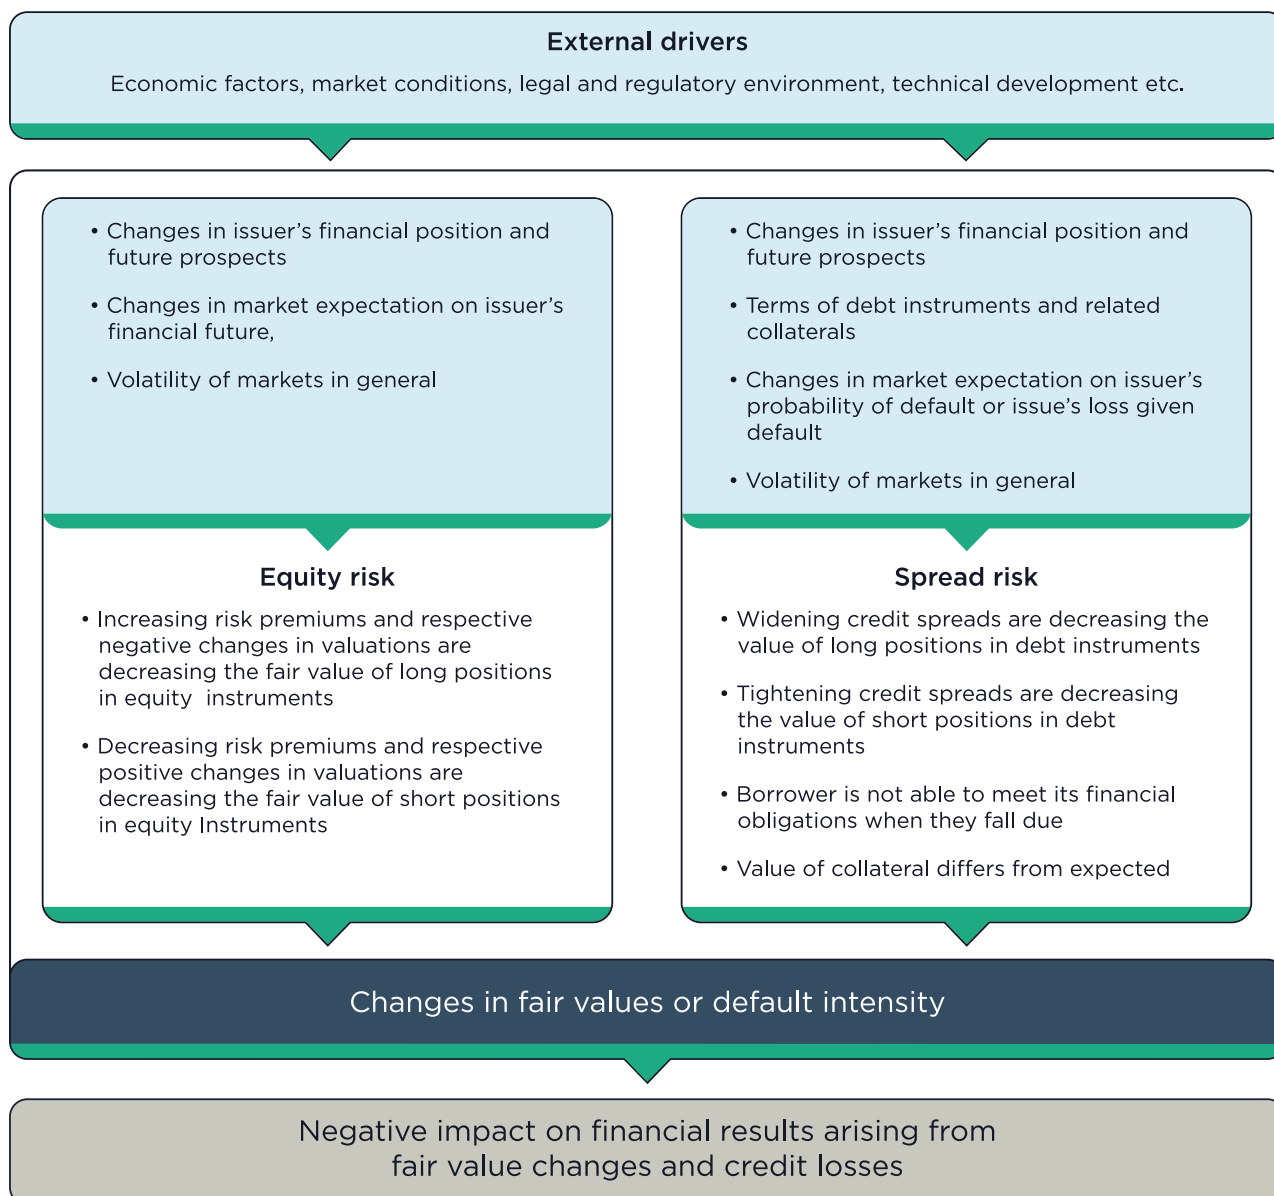 External drivers
Economic factors, market conditions, legal and regulatory environment, technical development etc.
• Changes in issuer’s financial position and
future prospects
• Changes in market expectation on issuer’s
financial future,
• Volatility of markets in general
Equity risk
• Increasing risk premiums and respective
negative changes in valuations are
decreasing the fair value of long positions
in equity  instruments
• Decreasing risk premiums and respective
positive changes in valuations are
decreasing the fair value of short positions
in equity Instruments
• Changes in issuer’s financial position and
future prospects
• Terms of debt instruments and related
collaterals
• Changes in market expectation on issuer’s
probability of default or issue’s loss given
default
• Volatility of markets in general
Spread risk
• Widening credit spreads are decreasing the
value of long positions in debt instruments
• Tightening credit spreads are decreasing
the value of short positions in debt
instruments
• Borrower is not able to meet its financial
obligations when they fall due
• Value of collateral differs from expected
Changes in fair values or default intensity
Negative impact on financial results arising from
fair value changes and credit losses